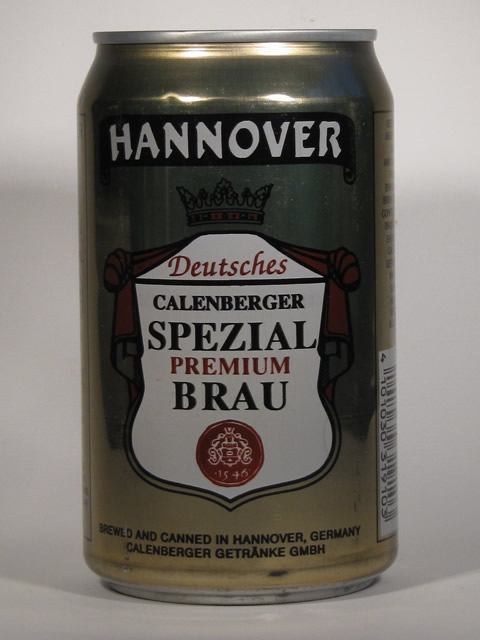 HANNOVER
Deutsches
CALENBERGER
SPEZIAL
PREMIUM
BRAU
1546
BREWED AND CANNED IN HANNOVER, GERMANY
CALENBERGER GETRÄNKE GMBH